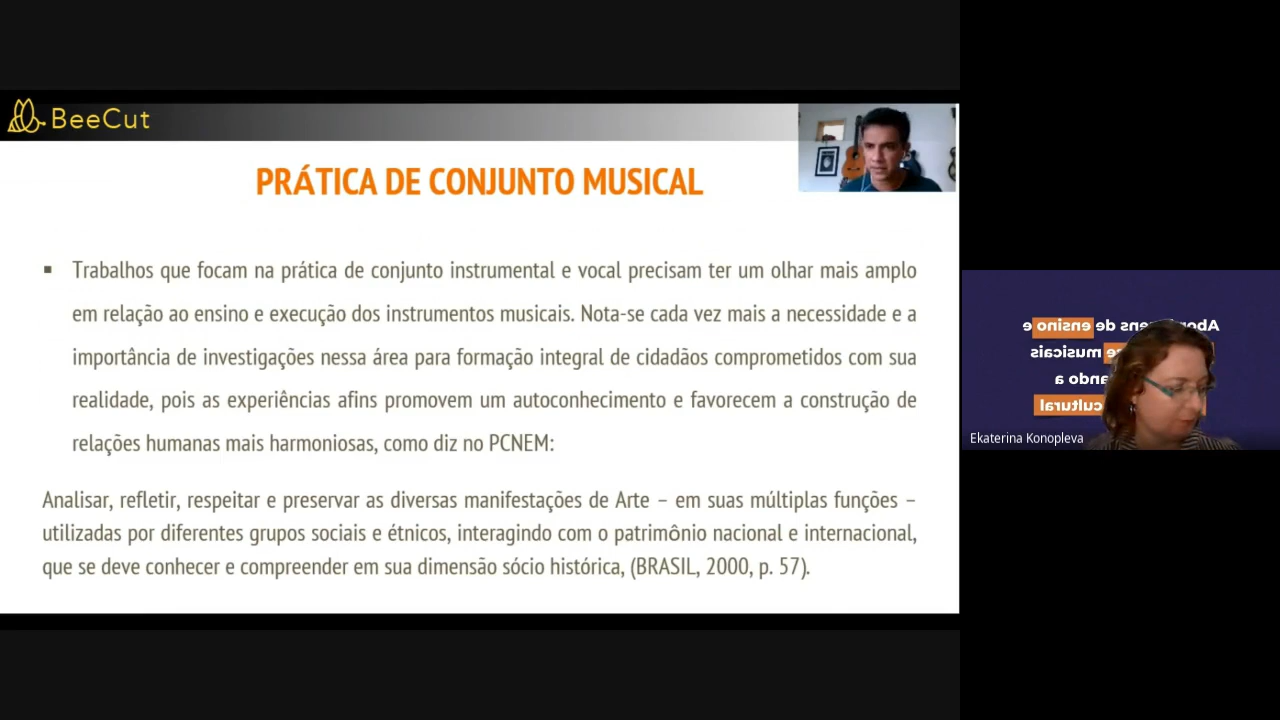 BeeCut
PRÁTICA DE CONJUNTO MUSICAL
▪ Trabalhos que focam na prática de conjunto instrumental e vocal precisam ter um olhar mais amplo
em relação ao ensino e execução dos instrumentos musicais. Nota-se cada vez mais a necessidade e a
importância de investigações nessa área para formação integral de cidadãos comprometidos com sua
realidade, pois as experiências afins promovem um autoconhecimento e favorecem a construção de
relações humanas mais harmoniosas, como diz no PCNEM:
Analisar, refletir, respeitar e preservar as diversas manifestações de Arte – em suas múltiplas funções –
utilizadas por diferentes grupos sociais e étnicos, interagindo com o patrimônio nacional e internacional,
que se deve conhecer e compreender em sua dimensão sócio histórica, (BRASIL, 2000, p. 57).
de ensino e
musicais
a
cultural
Ekaterina Konopleva